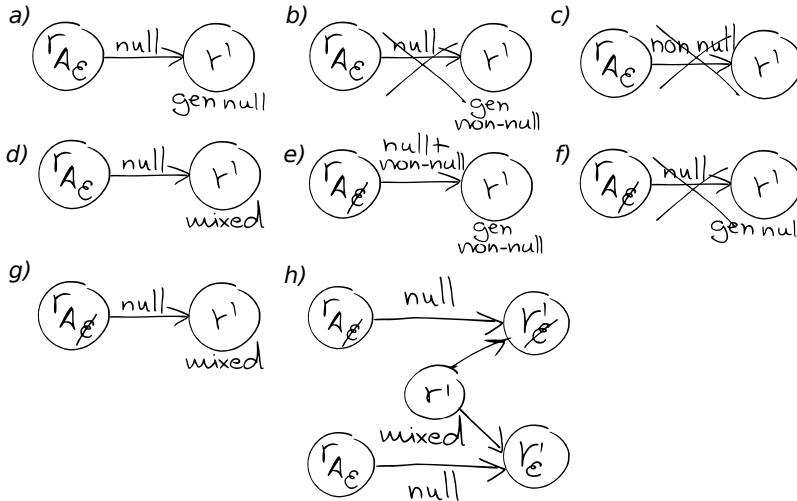 a) r A ε null r' gen null
b) r A ε null r' gen non-null
c) r A ε non null r'
d) r A ε null r' mixed
e) r A ε̸ null + non-null r' gen non-null
f) r A ε̸ null r' gen null
g) r A ε̸ null r' mixed
h) r A ε̸ null r'ε̸
r' mixed
r A ε null r'ε